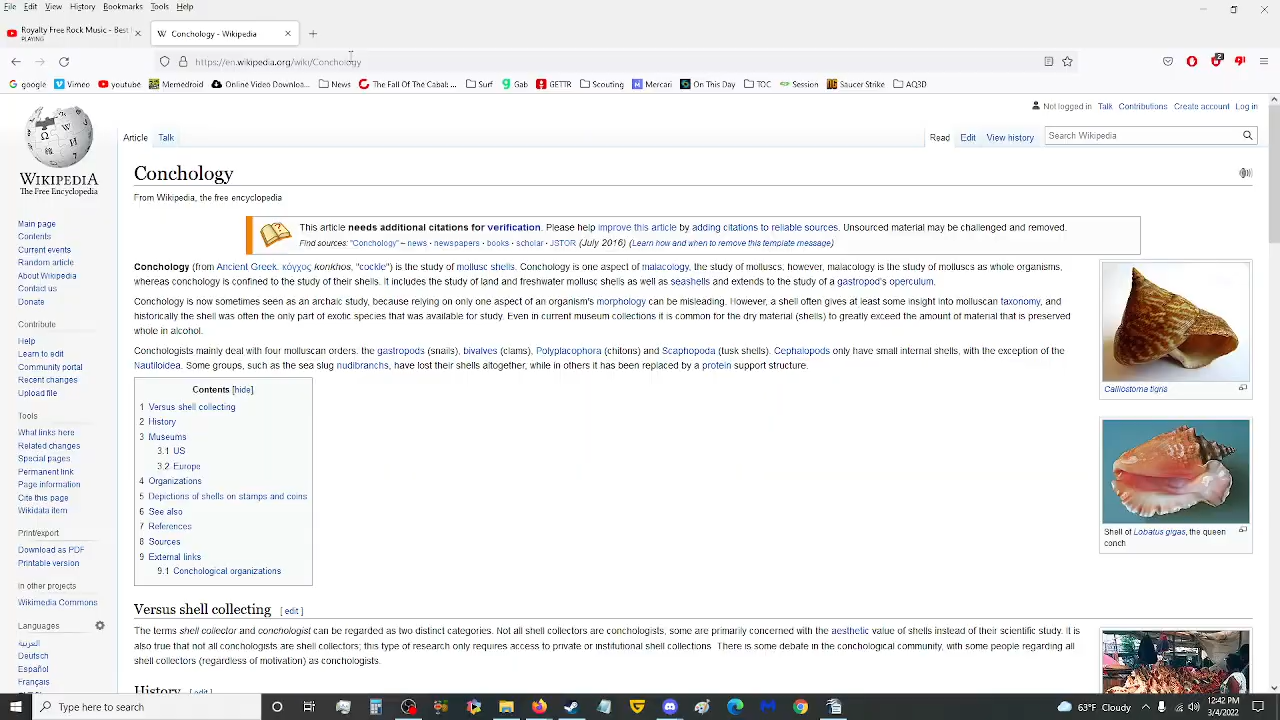 File Edit View History Bookmarks Tools Help
Royalty Free Rock Music - Best
PLAYING
Conchology - Wikipedia
https://en.wikipedia.org/wiki/Conchology
google Vimeo youtube Memedroid Online Video Downloa... News The Fall Of The Cabal:... Surf Gab GETTR Scouting Mercari On This Day TOC Session Saucer Strike AQ3D
Not logged in Talk Contributions Create account Log in
Article Talk Read Edit View history Search Wikipedia
WIKIPEDIA
The Free Encyclopedia
Conchology
From Wikipedia, the free encyclopedia
This article needs additional citations for verification. Please help improve this article by adding citations to reliable sources. Unsourced material may be challenged and removed.
Find sources: "Conchology" – news · newspapers · books · scholar · JSTOR (July 2016) (Learn how and when to remove this template message)
Conchology (from Ancient Greek: κόγχος konkhos, "cockle") is the study of mollusc shells. Conchology is one aspect of malacology, the study of molluscs, however, malacology is the study of molluscs as whole organisms,
whereas conchology is confined to the study of their shells. It includes the study of land and freshwater mollusc shells as well as seashells and extends to the study of a gastropod's operculum.
Conchology is now sometimes seen as an archaic study, because relying on only one aspect of an organism's morphology can be misleading. However, a shell often gives at least some insight into molluscan taxonomy, and
historically the shell was often the only part of exotic species that was available for study. Even in current museum collections it is common for the dry material (shells) to greatly exceed the amount of material that is preserved
whole in alcohol.
Conchologists mainly deal with four molluscan orders: the gastropods (snails), bivalves (clams), Polyplacophora (chitons) and Scaphopoda (tusk shells). Cephalopods only have small internal shells, with the exception of the
Nautiloidea. Some groups, such as the sea slug nudibranchs, have lost their shells altogether, while in others it has been replaced by a protein support structure.
Contents [hide]
1 Versus shell collecting
2 History
3 Museums
3.1 US
3.2 Europe
4 Organizations
5 Depictions of shells on stamps and coins
6 See also
7 References
8 Sources
9 External links
9.1 Conchological organizations
Calliostoma tigris
Shell of Lobatus gigas, the queen
conch
Main page
Contents
Current events
Random article
About Wikipedia
Contact us
Donate
Contribute
Help
Learn to edit
Community portal
Recent changes
Upload file
Tools
What links here
Related changes
Special pages
Permanent link
Page information
Cite this page
Wikidata item
Print/export
Download as PDF
Printable version
In other projects
Wikimedia Commons
Languages
العربية
Deutsch
Español
Français
Versus shell collecting [ edit ]
The terms shell collector and conchologist can be regarded as two distinct categories. Not all shell collectors are conchologists; some are primarily concerned with the aesthetic value of shells instead of their scientific study. It is
also true that not all conchologists are shell collectors; this type of research only requires access to private or institutional shell collections. There is some debate in the conchological community, with some people regarding all
shell collectors (regardless of motivation) as conchologists.
History [ edit ]
Type here to search
68°F Cloudy
12:42 PM
3/4/2022